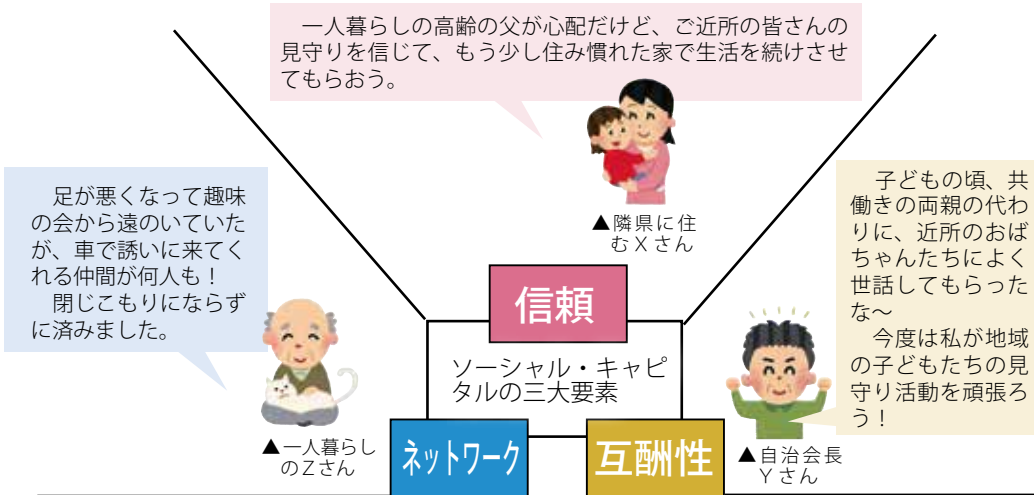 一人暮らしの高齢の父が心配だけど、ご近所の皆さんの
見守りを信じて、もう少し住み慣れた家で生活を続けさせ
てもらおう。
▲隣県に住
むXさん
　足が悪くなって趣味
の会から遠のいていた
が、車で誘いに来てく
れる仲間が何人も！
　閉じこもりにならず
に済みました。
▲一人暮らし
のZさん
　子どもの頃、共
働きの両親の代わ
りに、近所のおば
ちゃんたちによく
世話してもらった
な～
　今度は私が地域
の子どもたちの見
守り活動を頑張ろ
う！
▲自治会長
Yさん
信頼
ソーシャル・キャピ
タルの三大要素
ネットワーク
互酬性